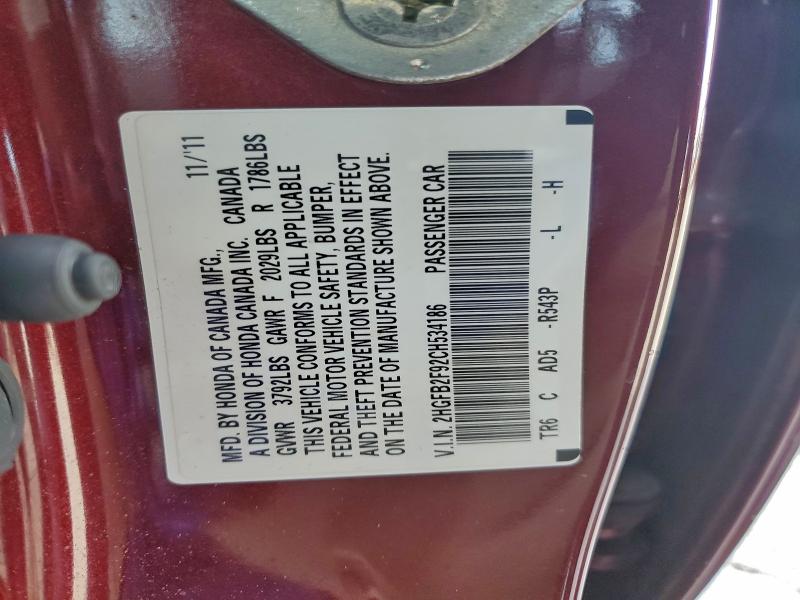 11/'11
MFD. BY HONDA OF CANADA MFG.,
A DIVISION OF HONDA CANADA INC. CANADA
GVWR 3792LBS GAWR F 2029LBS R 1786LBS
THIS VEHICLE CONFORMS TO ALL APPLICABLE
FEDERAL MOTOR VEHICLE SAFETY, BUMPER,
AND THEFT PREVENTION STANDARDS IN EFFECT
ON THE DATE OF MANUFACTURE SHOWN ABOVE.
V.I.N. 2HGFB2F92CH534186 PASSENGER CAR
TR6 C AD5 -R543P -L -H